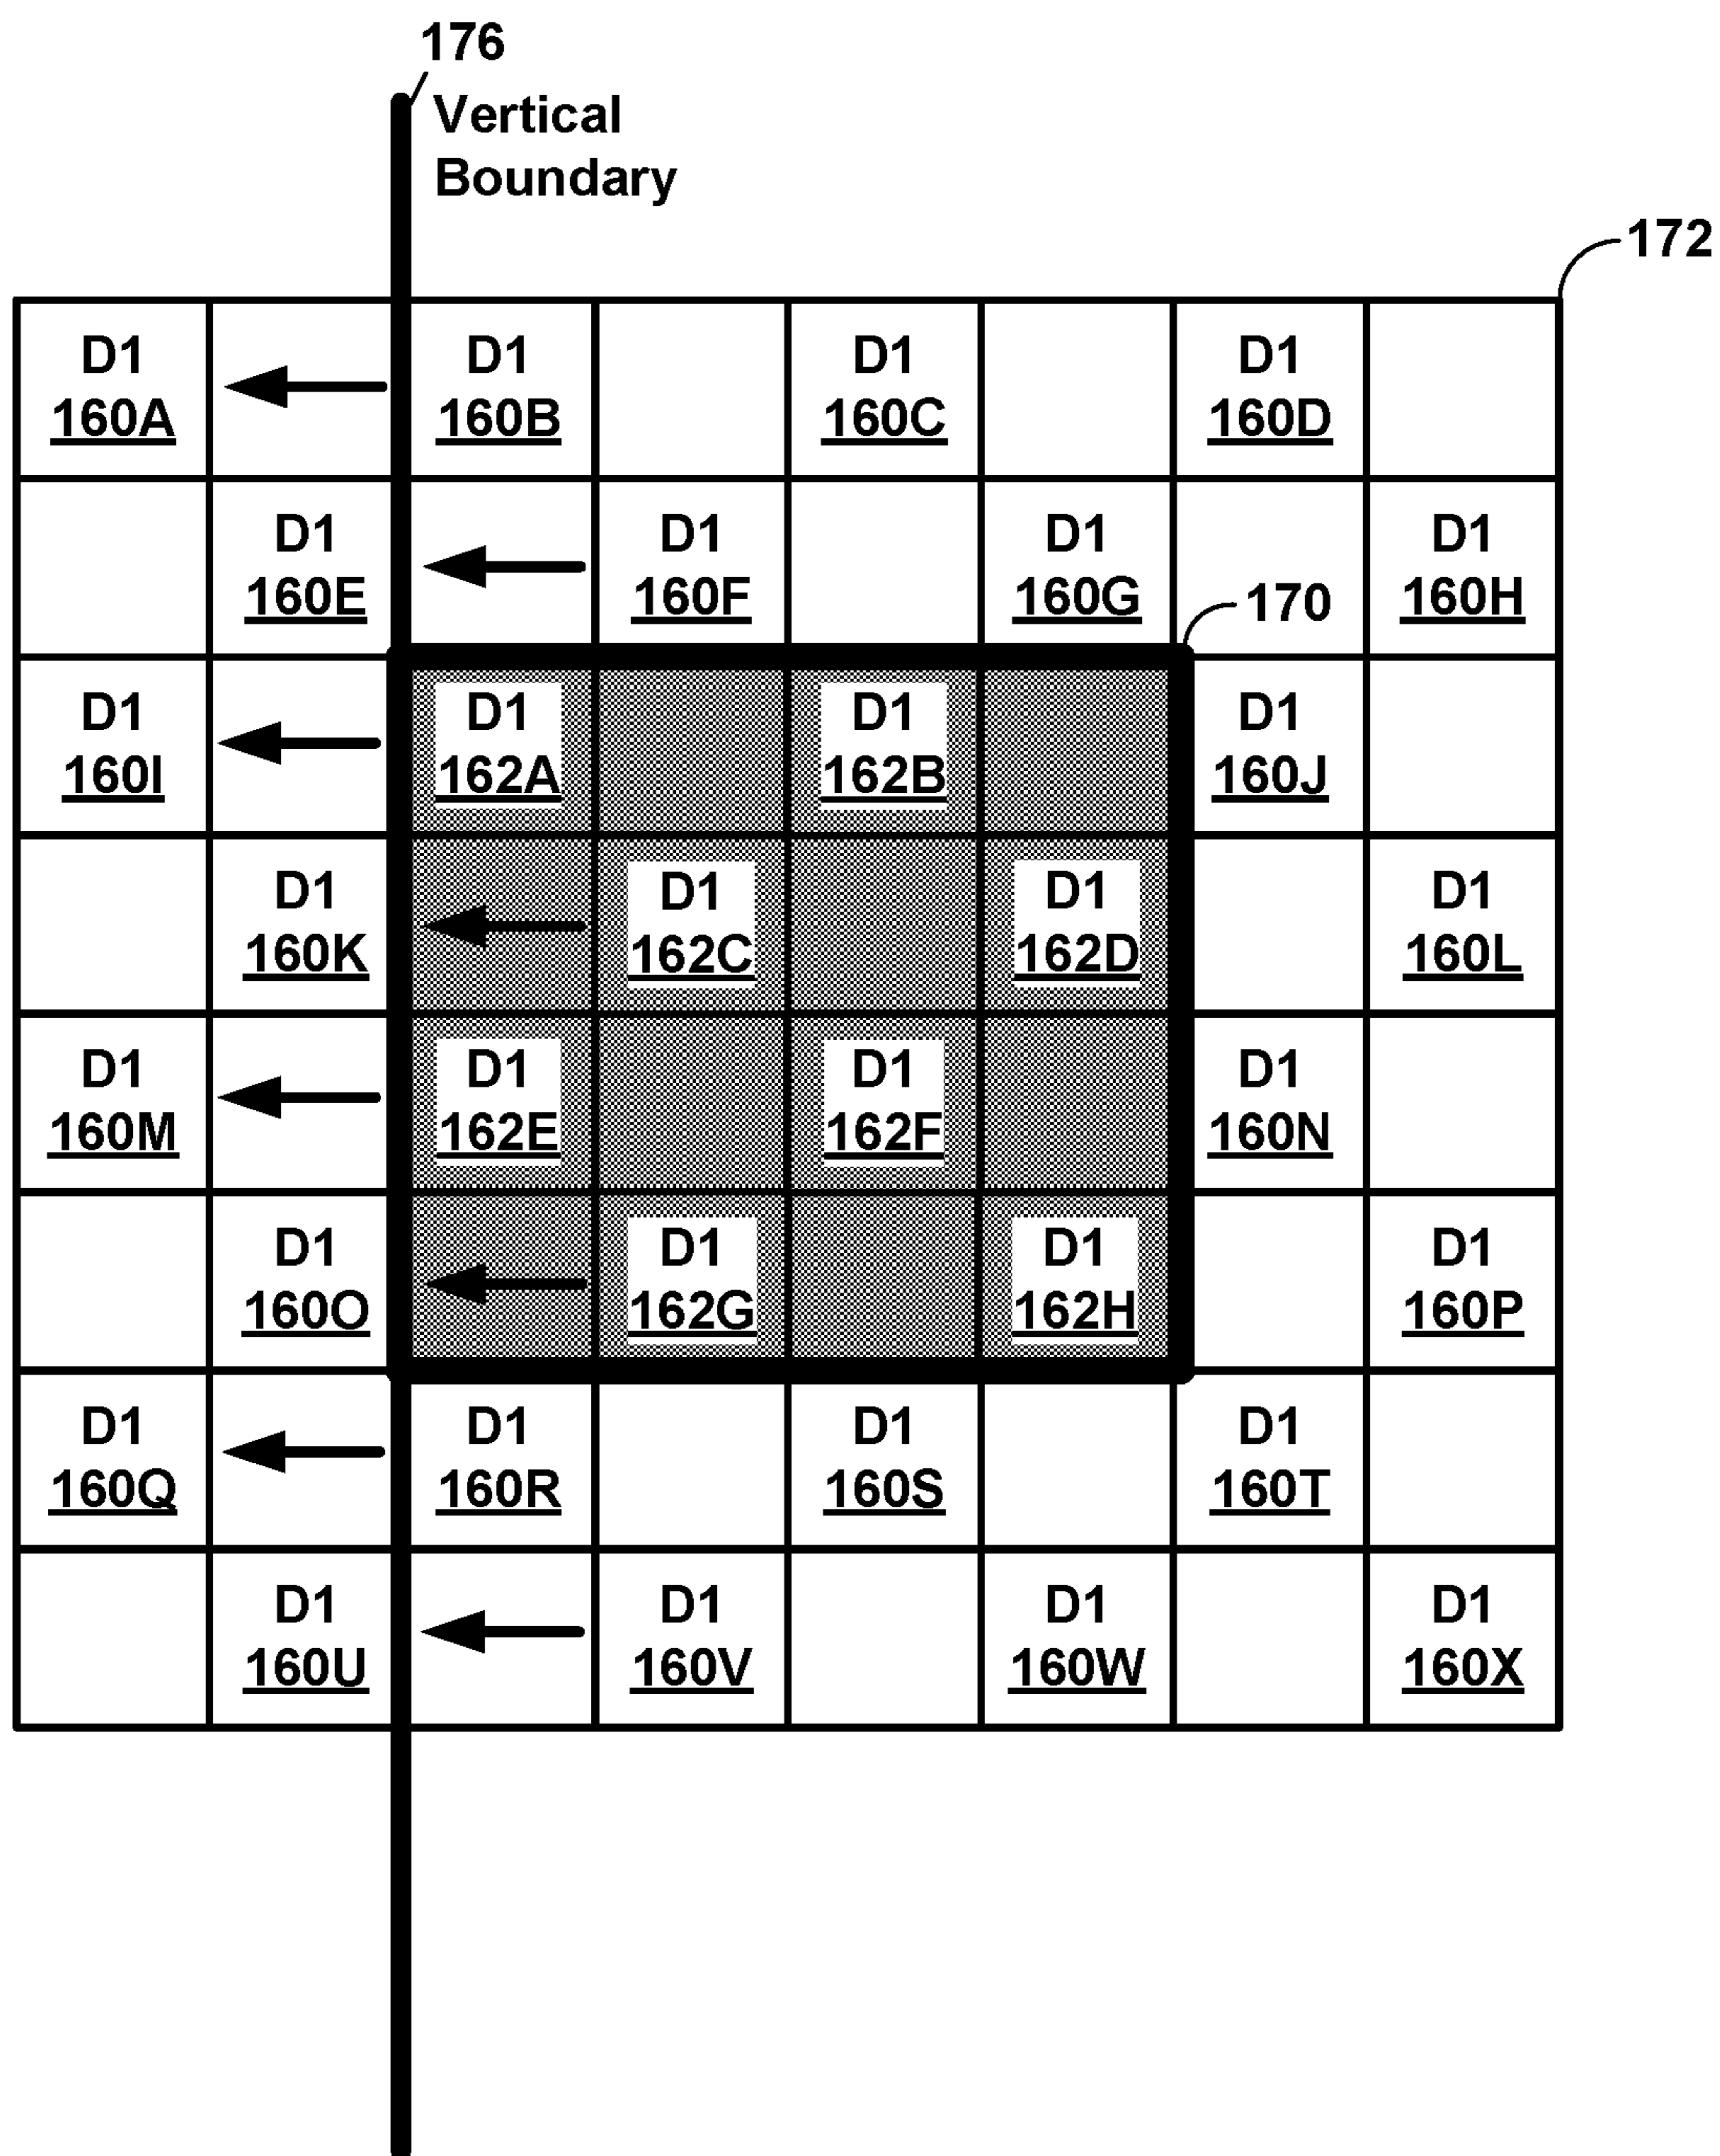 176
Vertical
Boundary
172
D1 D1 D1 D1
160A 160B 160C 160D
D1 D1 D1 D1
160E 160F 160G 160H
170
D1 D1 D1 D1
160I 162A 162B 160J
D1 D1 D1 D1
160K 162C 162D 160L
D1 D1 D1 D1
160M 162E 162F 160N
D1 D1 D1 D1
160O 162G 162H 160P
D1 D1 D1 D1
160Q 160R 160S 160T
D1 D1 D1 D1
160U 160V 160W 160X